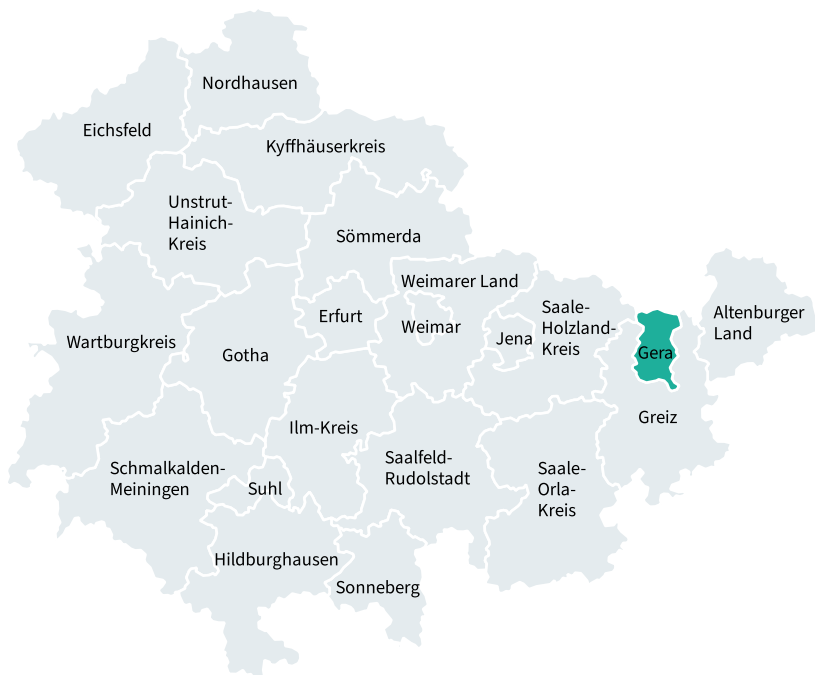 Nordhausen
Eichsfeld
Kyffhäuserkreis
Unstrut-
Hainich-
Kreis
Sömmerda
Weimarer Land
Erfurt
Weimar
Saale-
Holzland-
Kreis
Jena
Altenburger
Land
Wartburgkreis
Gotha
Gera
Greiz
Ilm-Kreis
Schmalkalden-
Meiningen
Suhl
Saalfeld-
Rudolstadt
Saale-
Orla-
Kreis
Hildburghausen
Sonneberg